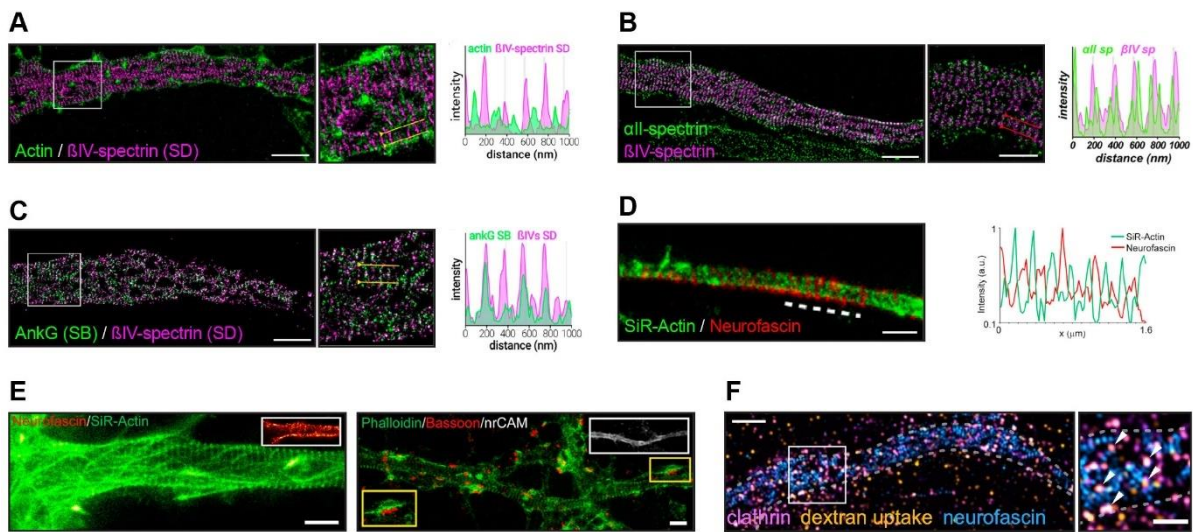 A
Actin / ßIV-spectrin (SD)
actin ßIV-spectrin SD
intensity
0 200 400 600 800 1000
distance (nm)
B
αII-spectrin
ßIV-spectrin
αII sp βIV sp
intensity
0 200 400 600 800 1000
distance (nm)
C
AnkG (SB) / ßIV-spectrin (SD)
ankG SB ßIVs SD
intensity
0 200 400 600 800 1000
distance (nm)
D
SiR-Actin / Neurofascin
SiR-Actin
Neurofascin
Intensity (a.u.)
1
0.1
0 1.6
x (μm)
E
Neurofascin/SiR-Actin
Phalloidin/Bassoon/nrCAM
F
clathrin dextran uptake neurofascin